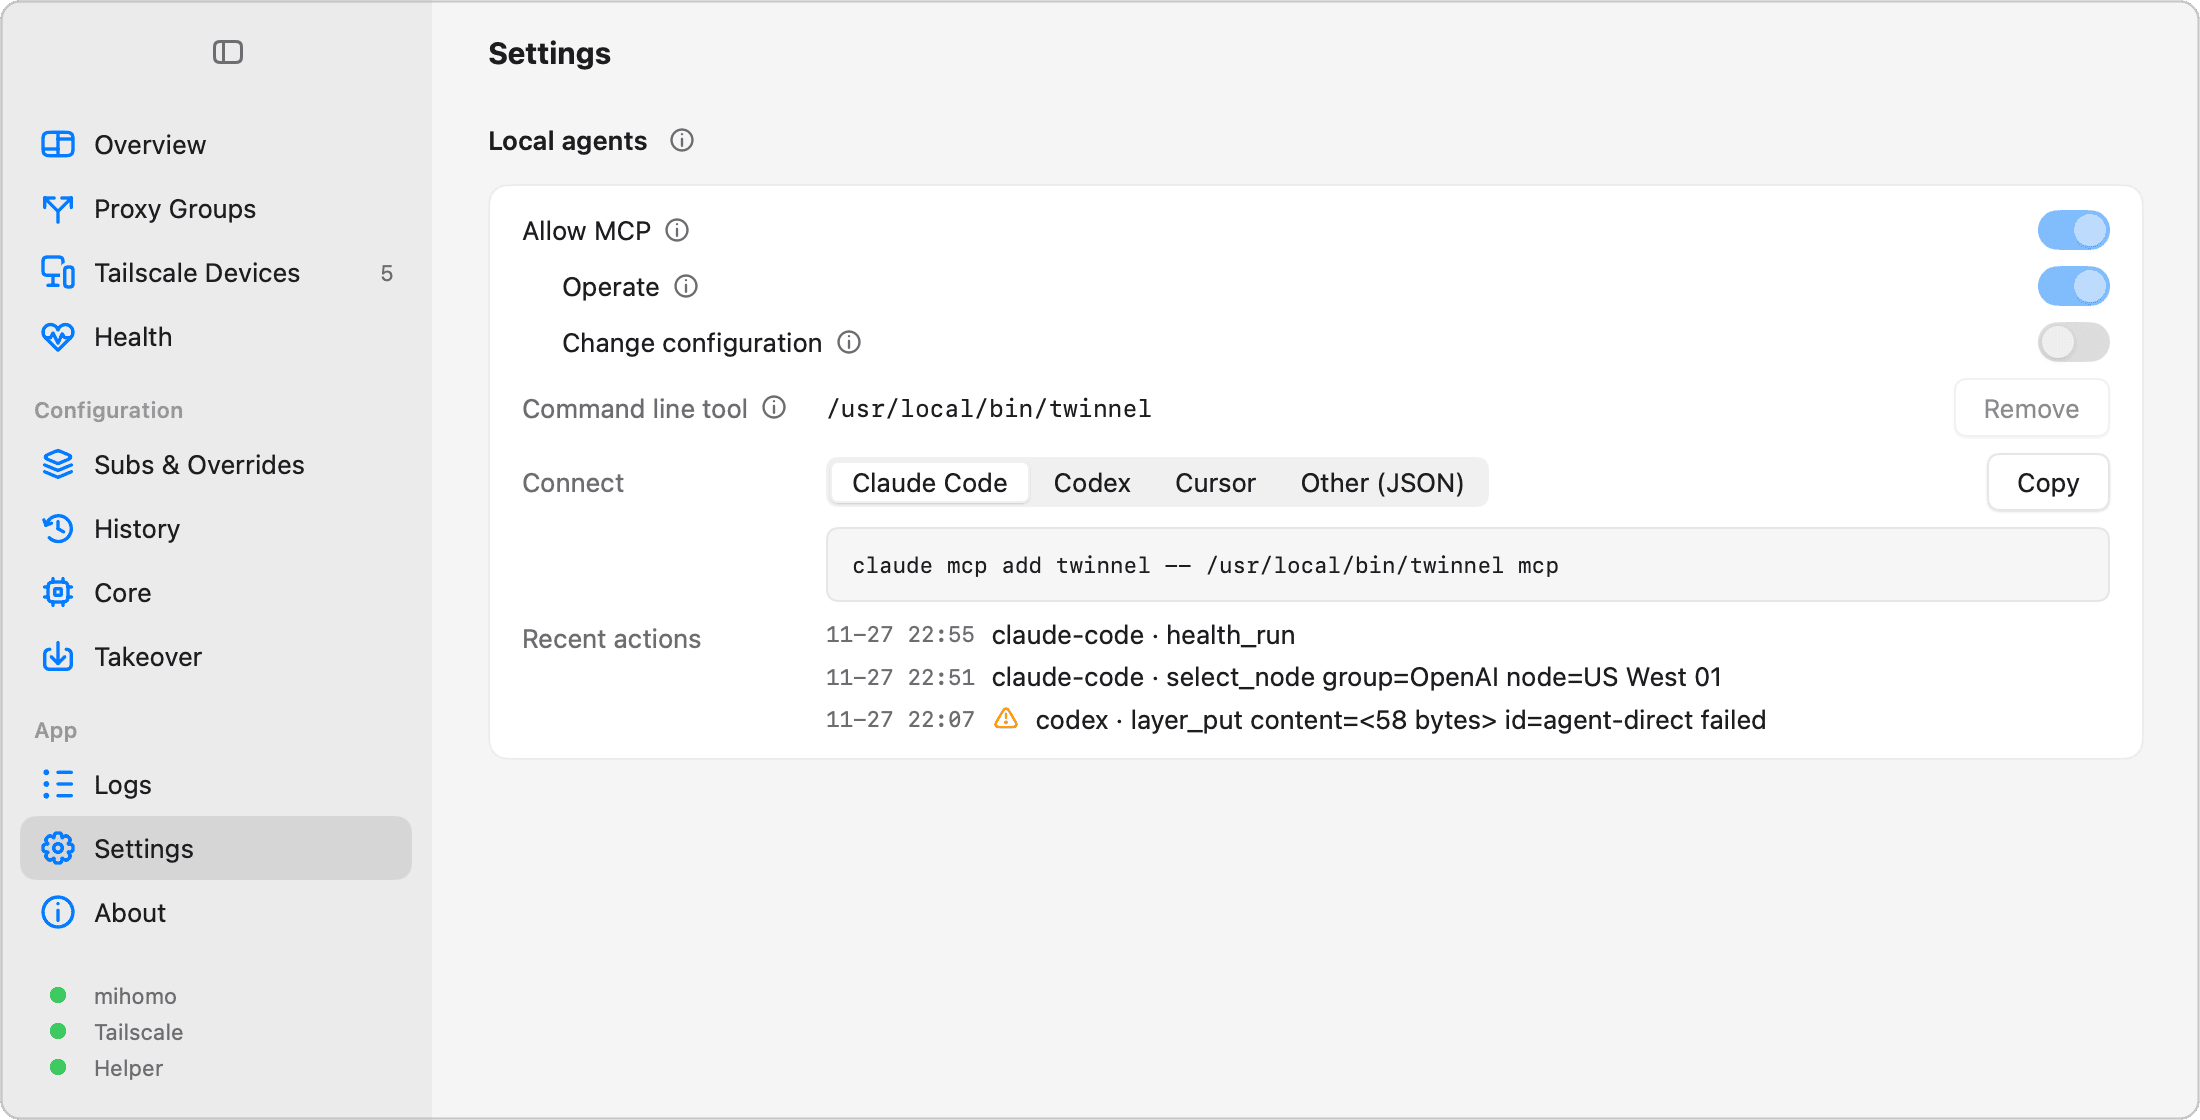 Settings
Overview
Proxy Groups
Tailscale Devices 5
Health
Configuration
Subs & Overrides
History
Core
Takeover
App
Logs
Settings
About
mihomo
Tailscale
Helper
Local agents
Allow MCP
Operate
Change configuration
Command line tool /usr/local/bin/twinnel Remove
Connect Claude Code Codex Cursor Other (JSON) Copy
claude mcp add twinnel -- /usr/local/bin/twinnel mcp
Recent actions 11-27 22:55 claude-code · health_run
11-27 22:51 claude-code · select_node group=OpenAI node=US West 01
11-27 22:07 codex · layer_put content=<58 bytes> id=agent-direct failed